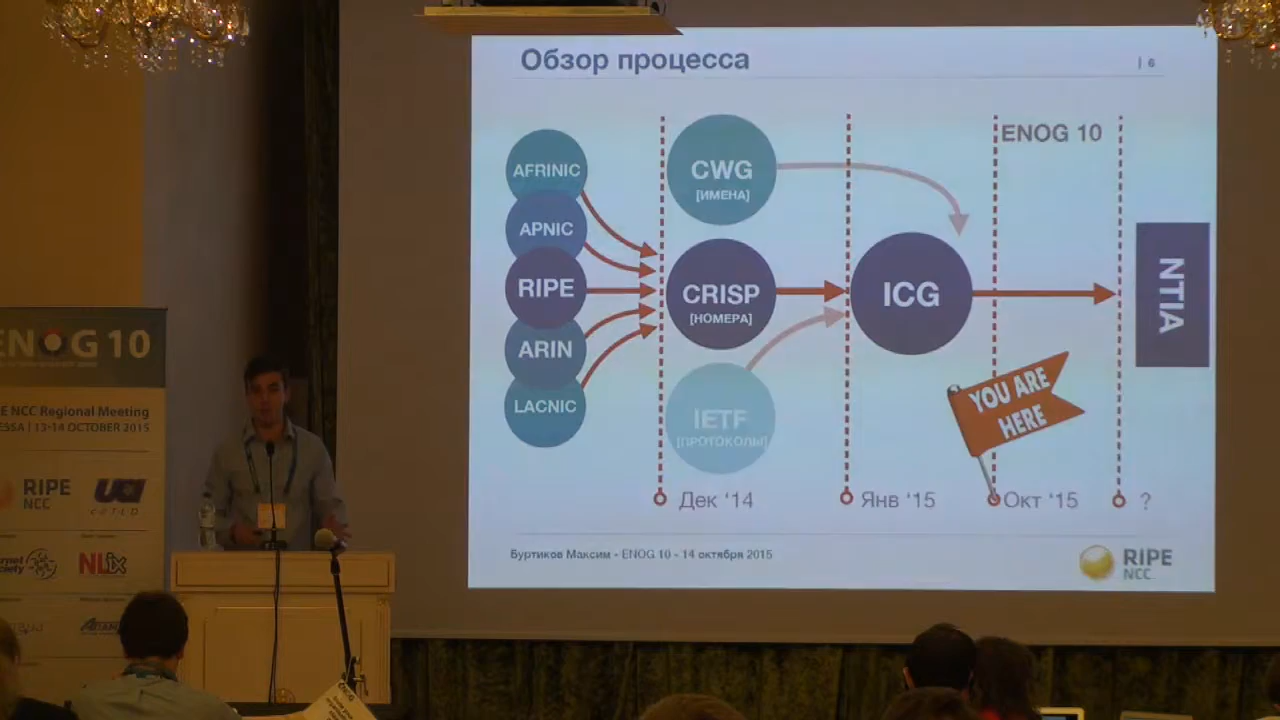 Обзор процесса
| 6
AFRINIC
APNIC
RIPE
ARIN
LACNIC
CWG
[ИМЕНА]
CRISP
[НОМЕРА]
IETF
[ПРОТОКОЛЫ]
ICG
ENOG 10
NTIA
YOU ARE
HERE
Дек ‘14
Янв ‘15
Окт ‘15
?
Буртиков Максим - ENOG 10 - 14 октября 2015
RIPE
NCC
ENOG 10
NCC Regional Meeting
13-14 OCTOBER 2015
RIPE
NCC
NLix